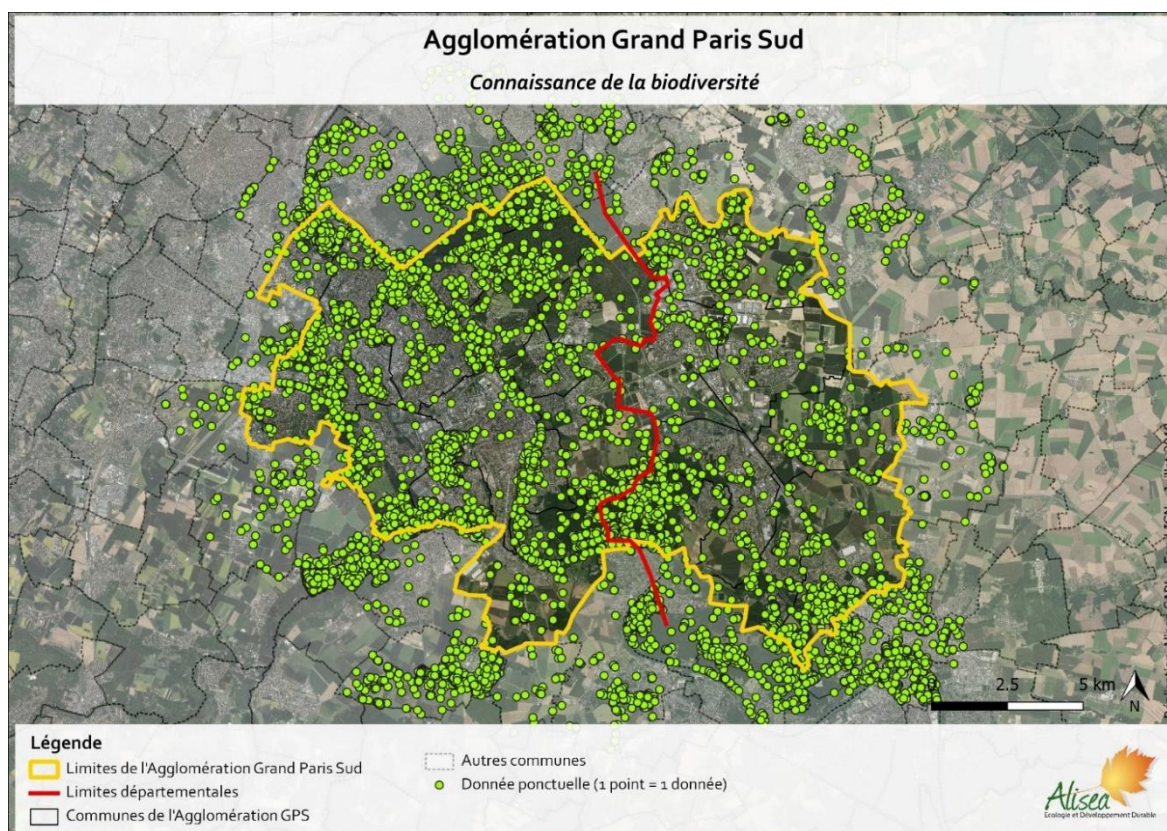 Agglomération Grand Paris Sud
Connaissance de la biodiversité
0 2.5 5 km
N
Légende
Limites de l'Agglomération Grand Paris Sud
Limites départementales
Communes de l'Agglomération GPS
Autres communes
Donnée ponctuelle (1 point = 1 donnée)
Alisea
Ecologie et Développement Durable